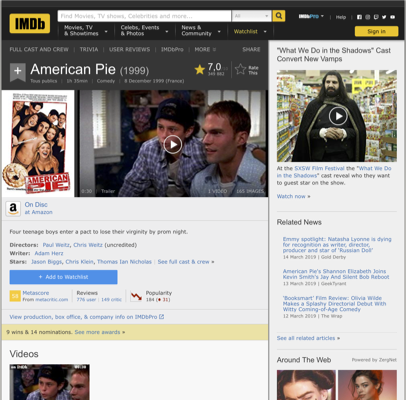 IMDb
Find Movies, TV shows, Celebrities and more...
All
IMDbPro
Help
Movies, TV
& Showtimes
Celebs, Events
& Photos
News &
Community
Watchlist
Sign in
FULL CAST AND CREW | TRIVIA | USER REVIEWS | IMDbPro | MORE
SHARE
American Pie (1999)
Tous publics | 1h 35min | Comedy | 8 December 1999 (France)
7,0
Rate
This
AMERICAN
PIE
0:30 Trailer
1 VIDEO | 165 IMAGES
On Disc
at Amazon
Four teenage boys enter a pact to lose their virginity by prom night.
Directors: Paul Weitz, Chris Weitz (uncredited)
Writer: Adam Herz
Stars: Jason Biggs, Chris Klein, Thomas Ian Nicholas | See full cast & crew »
+ Add to Watchlist
Metascore
From metacritic.com
Reviews
776 user | 149 critic
Popularity
184 (31)
View production, box office, & company info on IMDbPro
9 wins & 14 nominations. See more awards »
Videos
"What We Do in the Shadows" Cast
Convert New Vamps
At the SXSW Film Festival the "What We Do
in the Shadows" cast reveal who they want
to guest star on the show.
Watch now »
Related News
Emmy spotlight: Natasha Lyonne is dying
for recognition as writer, director,
producer and star of 'Russian Doll'
14 March 2019 | Gold Derby
American Pie's Shannon Elizabeth Joins
Kevin Smith's Jay And Silent Bob Reboot
13 March 2019 | GeekTyrant
'Booksmart' Film Review: Olivia Wilde
Makes a Splashy Directorial Debut With
Witty Coming-of-Age Comedy
12 March 2019 | The Wrap
See all related articles »
Around The Web
Powered by ZergNet